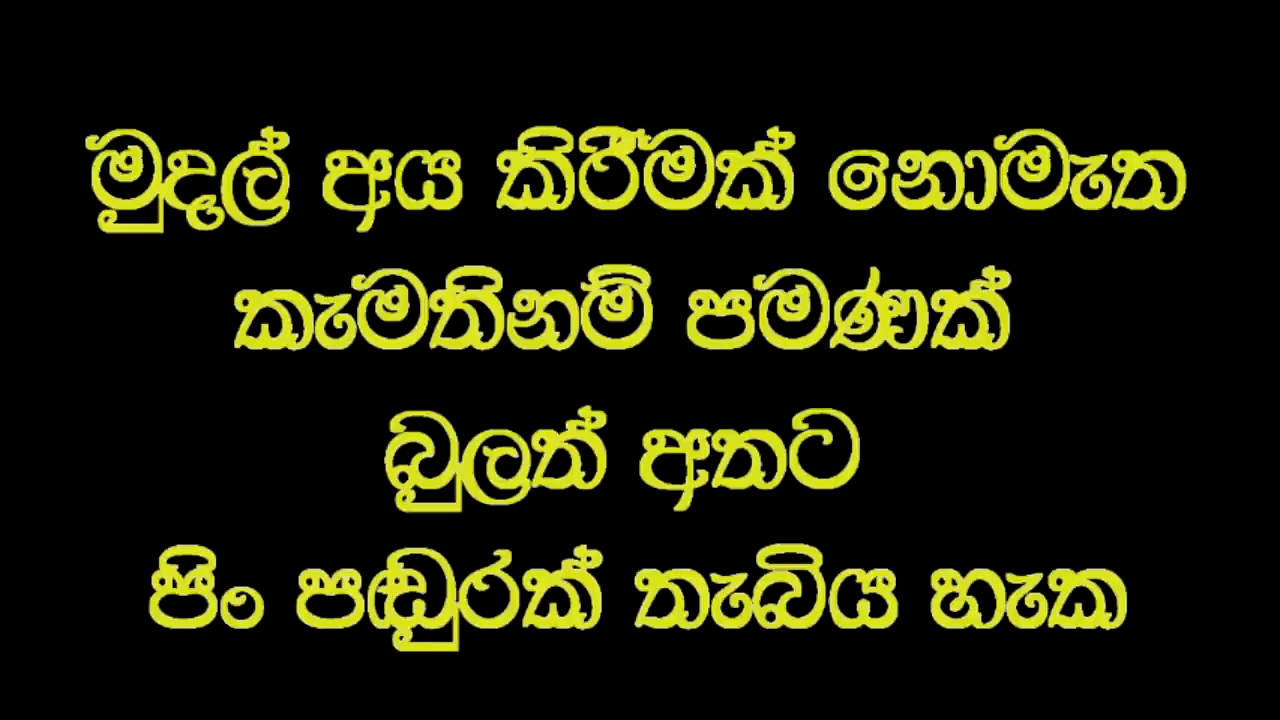 මුදල් අය කිරීමක් නොමැත
කැමතිනම් පමණක්
බුලත් අතට
පිං පඬුරක් තැබිය හැක